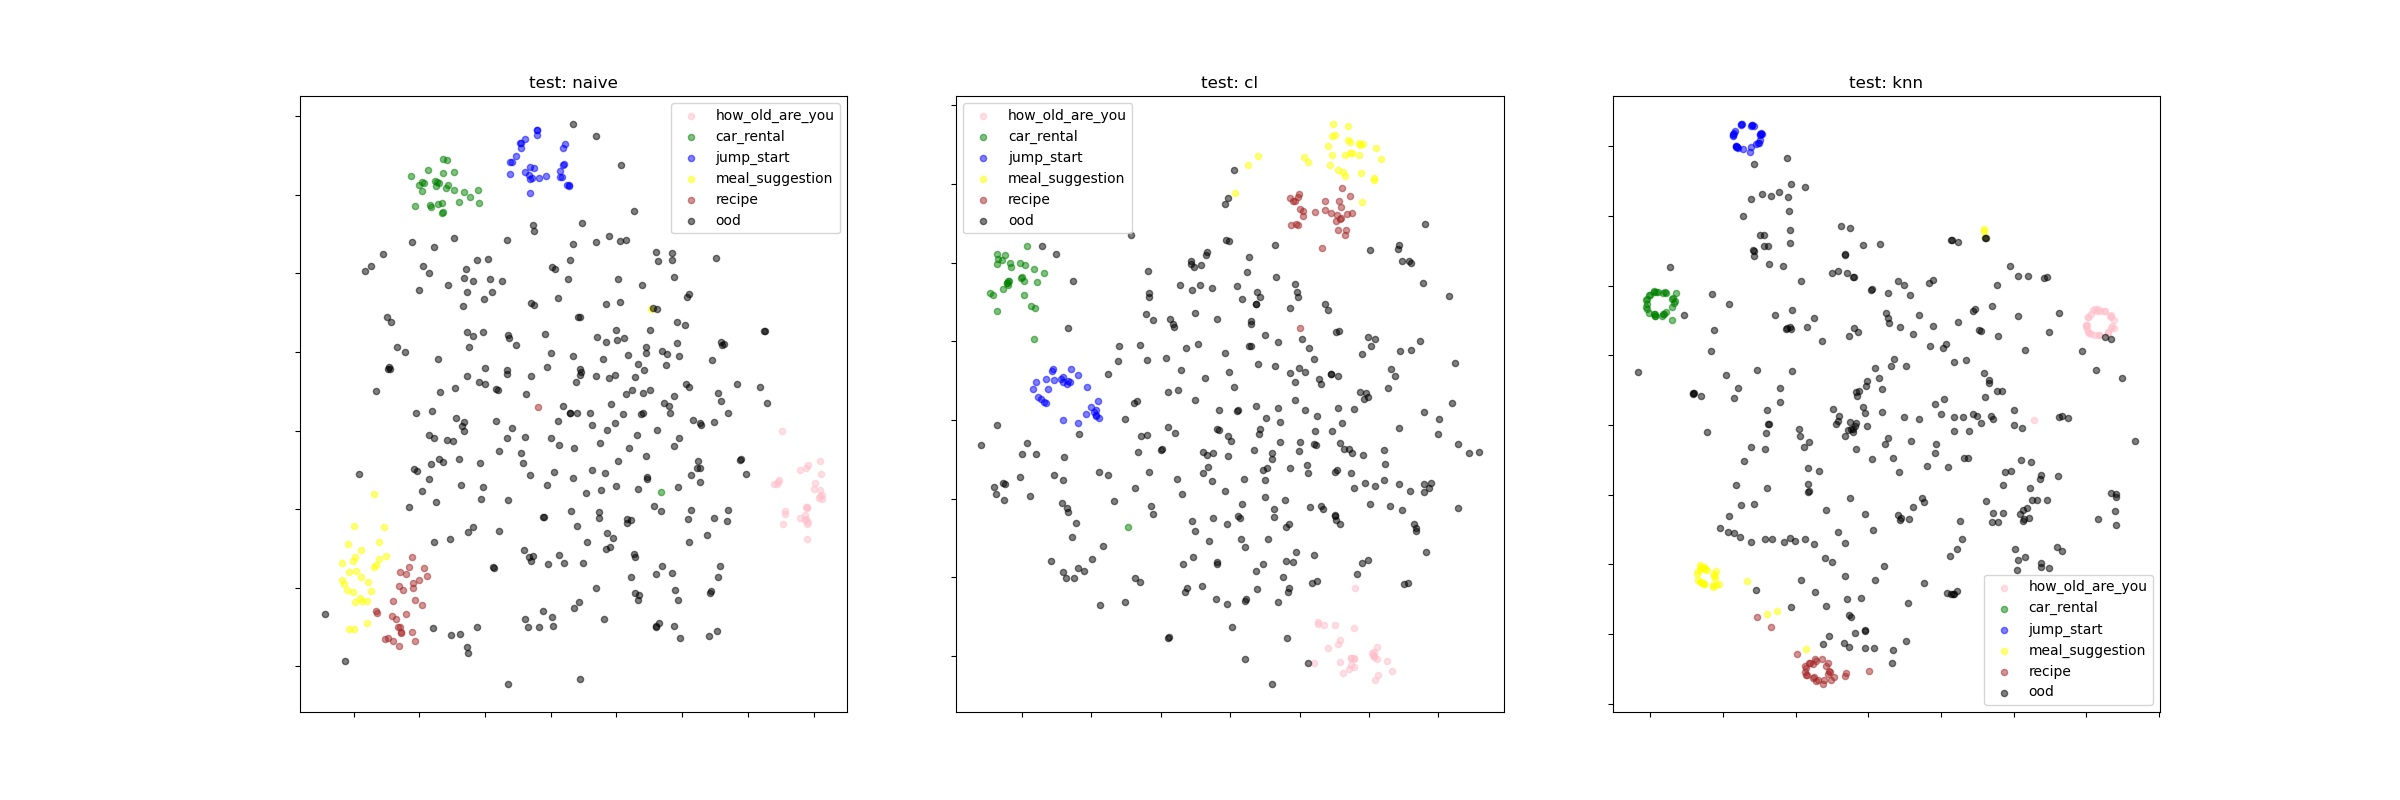 test: naive
how_old_are_you
car_rental
jump_start
meal_suggestion
recipe
ood
test: cl
how_old_are_you
car_rental
jump_start
meal_suggestion
recipe
ood
test: knn
how_old_are_you
car_rental
jump_start
meal_suggestion
recipe
ood